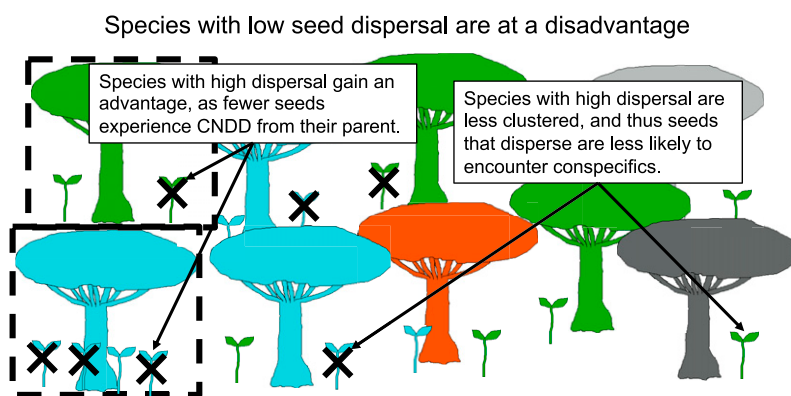 Species with low seed dispersal are at a disadvantage
Species with high dispersal gain an
advantage, as fewer seeds
experience CNDD from their parent.
Species with high dispersal are
less clustered, and thus seeds
that disperse are less likely to
encounter conspecifics.